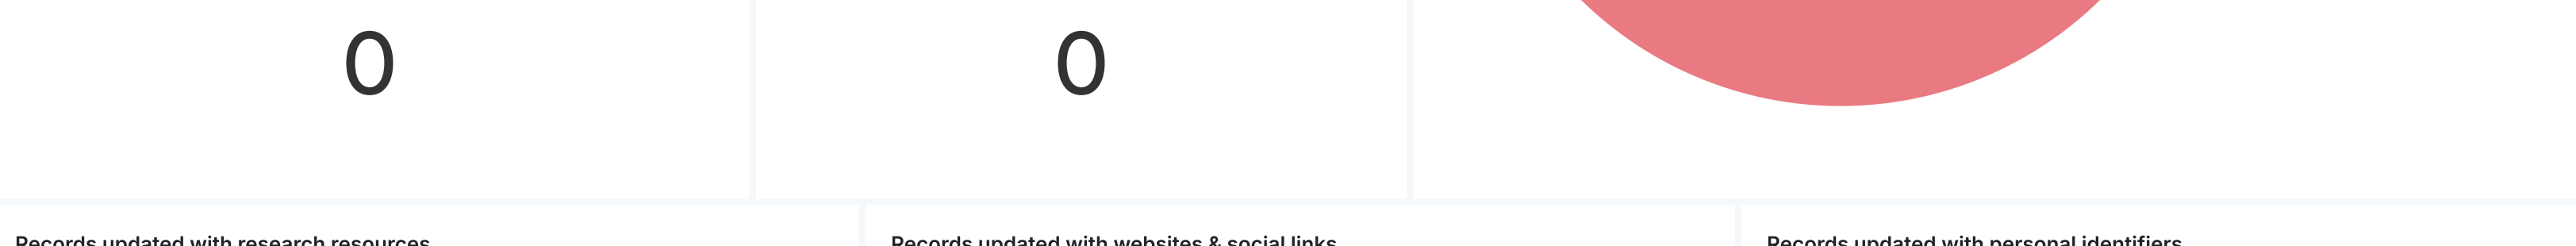 0
0
Records updated with research resources
Records updated with websites & social links
Records updated with personal identifiers